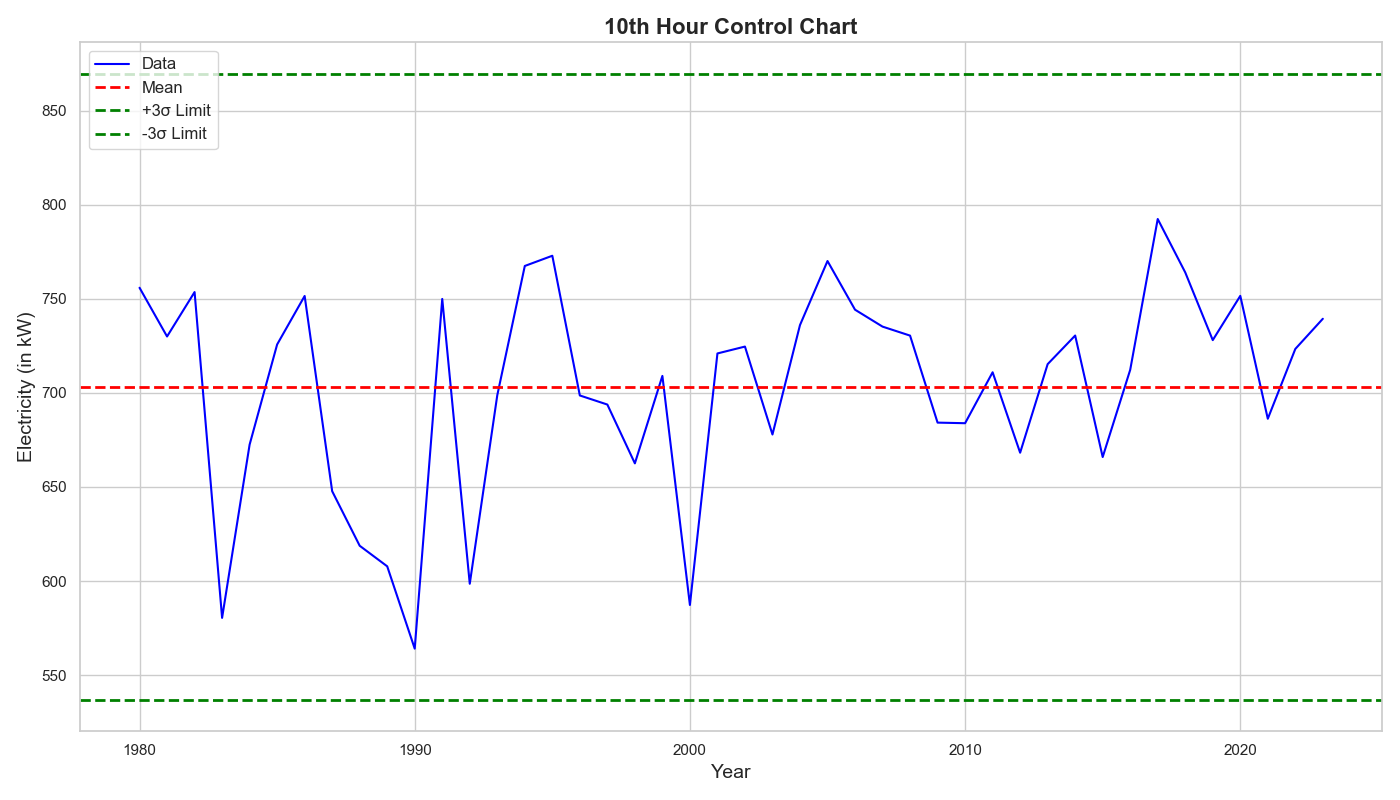 10th Hour Control Chart
Data
Mean
+3σ Limit
-3σ Limit
850
800
750
700
650
600
550
Electricity (in kW)
1980
1990
2000
2010
2020
Year